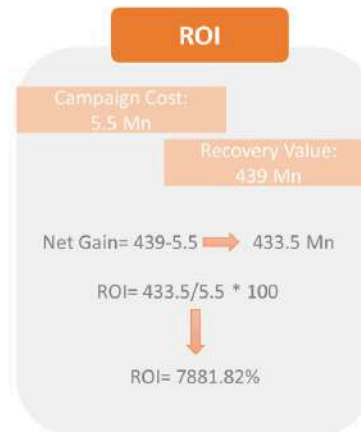 ROI
Campaign Cost:
5.5 Mn
Recovery Value:
439 Mn
Net Gain= 439-5.5 433.5 Mn
ROI= 433.5/5.5 * 100
ROI= 7881.82%